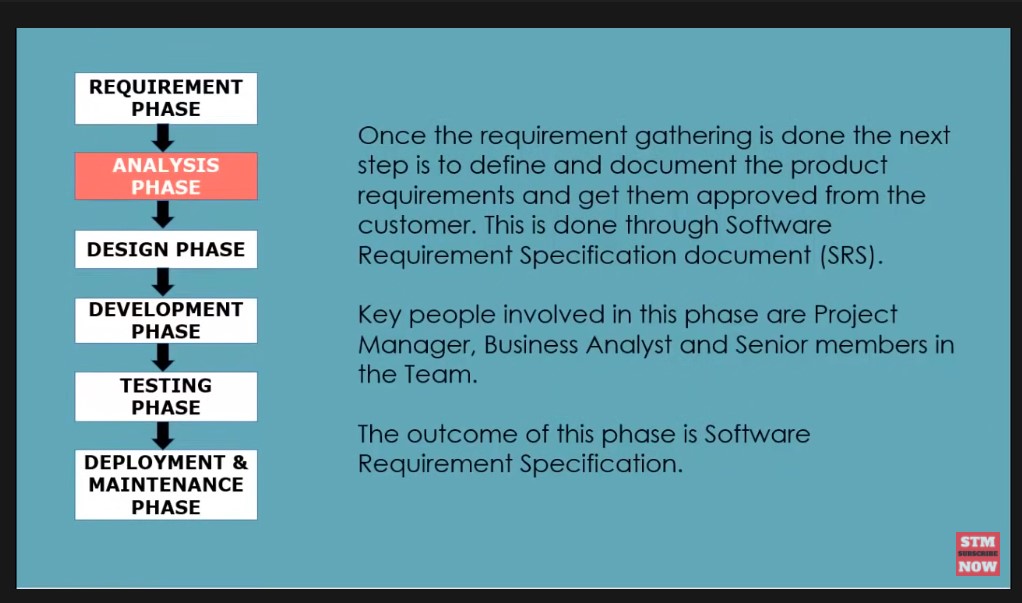 REQUIREMENT
PHASE
ANALYSIS
PHASE
DESIGN PHASE
DEVELOPMENT
PHASE
TESTING
PHASE
DEPLOYMENT &
MAINTENANCE
PHASE
Once the requirement gathering is done the next
step is to define and document the product
requirements and get them approved from the
customer. This is done through Software
Requirement Specification document (SRS).
Key people involved in this phase are Project
Manager, Business Analyst and Senior members in
the Team.
The outcome of this phase is Software
Requirement Specification.
STM
SUBSCRIBE
NOW